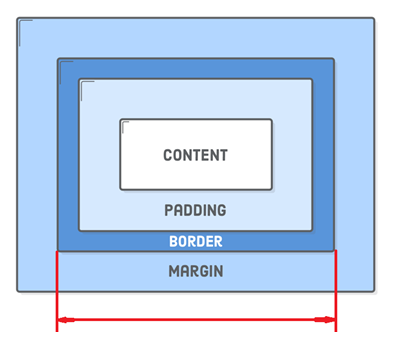 CONTENT
PADDING
BORDER
MARGIN